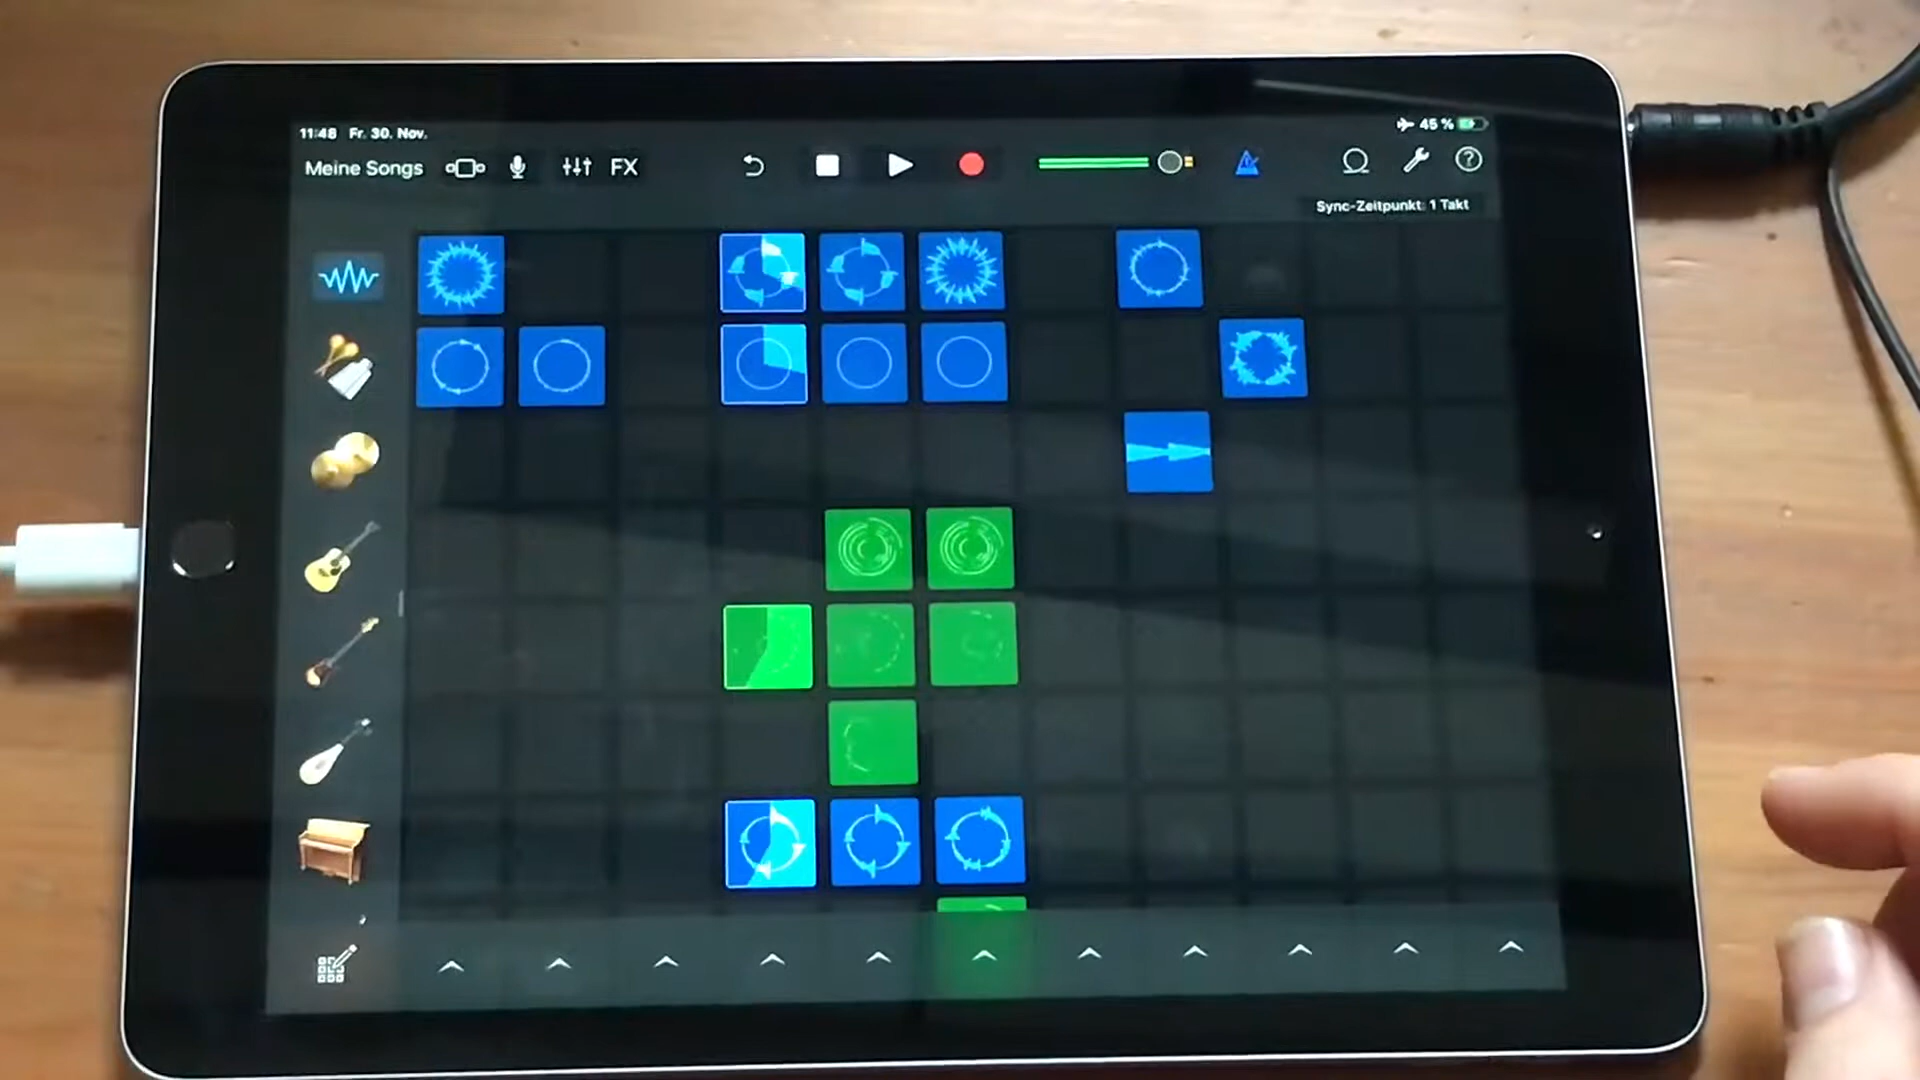 11:48 Fr. 30. Nov.
45 %
Meine Songs
FX
?
Sync-Zeitpunkt: 1 Takt